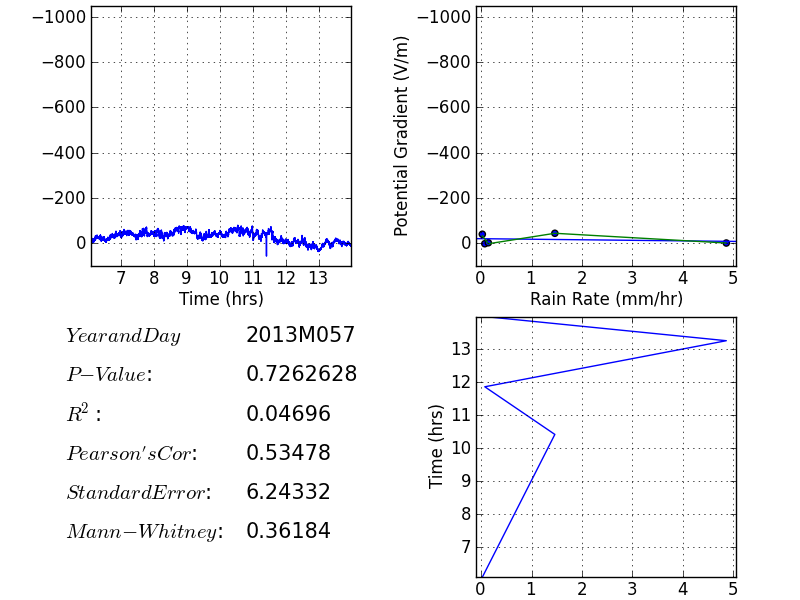 −1000
−800
−600
−400
−200
0
7 8 9 10 11 12 13
Time (hrs)
Potential Gradient (V/m)
−1000
−800
−600
−400
−200
0
0 1 2 3 4 5
Rain Rate (mm/hr)
YearandDay 2013M057
P−Value: 0.7262628
R² : 0.04696
Pearson'sCor: 0.53478
StandardError: 6.24332
Mann−Whitney: 0.36184
Time (hrs)
13
12
11
10
9
8
7
0 1 2 3 4 5